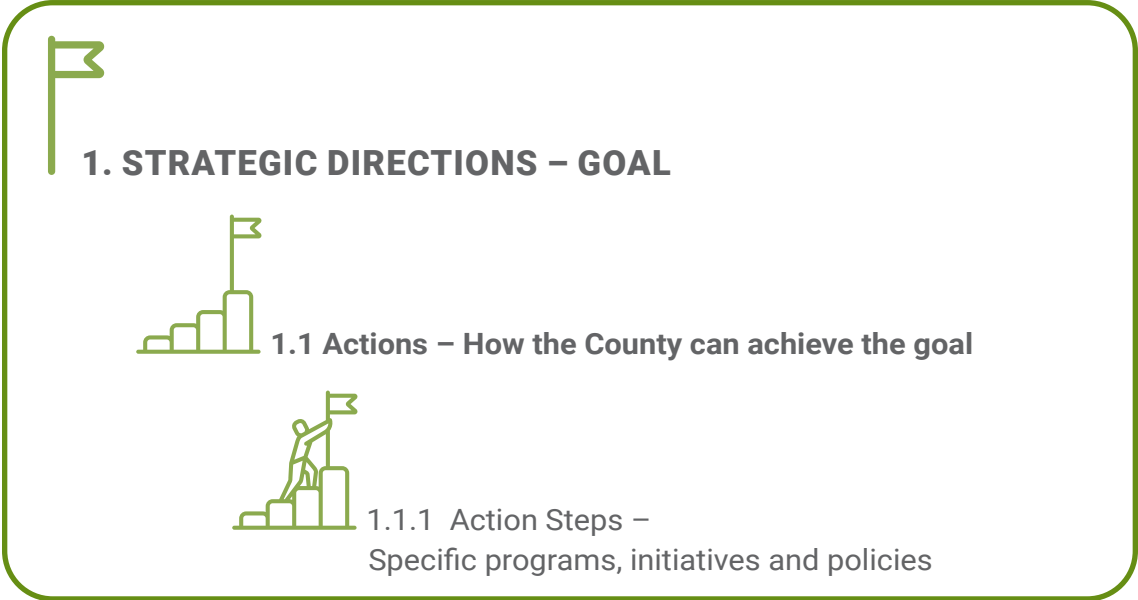 1. STRATEGIC DIRECTIONS – GOAL
1.1 Actions – How the County can achieve the goal
1.1.1 Action Steps –
Specific programs, initiatives and policies